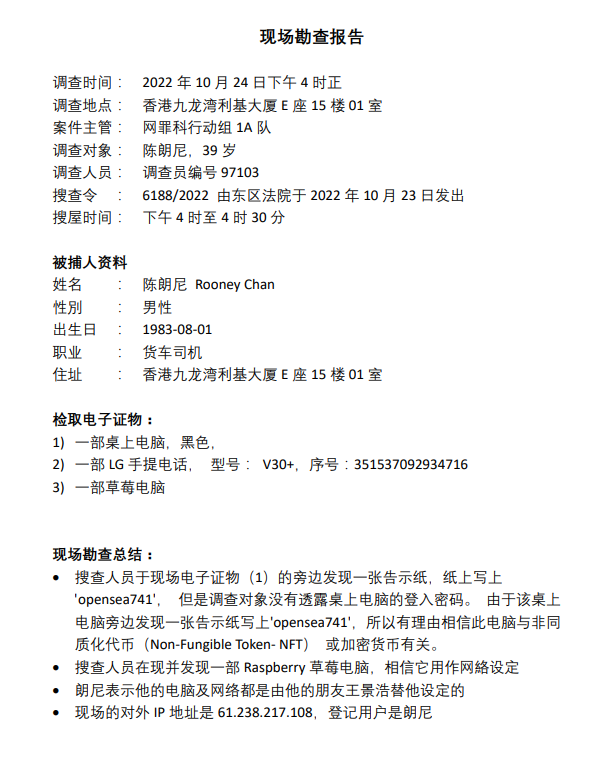 现场勘查报告
调查时间： 2022 年 10 月 24 日下午 4 时正
调查地点： 香港九龙湾利基大厦 E 座 15 楼 01 室
案件主管： 网罪科行动组 1A 队
调查对象： 陈朗尼，39 岁
调查人员： 调查员编号 97103
搜查令 ： 6188/2022 由东区法院于 2022 年 10 月 23 日发出
搜屋时间： 下午 4 时至 4 时 30 分
被捕人资料
姓名 ： 陈朗尼 Rooney Chan
性別 ： 男性
出生日 ： 1983-08-01
职业 ： 货车司机
住址 ： 香港九龙湾利基大厦 E 座 15 楼 01 室
检取电子证物：
1) 一部桌上电脑，黑色，
2) 一部 LG 手提电话， 型号： V30+，序号：351537092934716
3) 一部草莓电脑
现场勘查总结：
• 搜查人员于现场电子证物（1）的旁边发现一张告示纸，纸上写上
'opensea741'， 但是调查对象没有透露桌上电脑的登入密码。 由于该桌上
电脑旁边发现一张告示纸写上'opensea741'，所以有理由相信此电脑与非同
质化代币（Non-Fungible Token- NFT） 或加密货币有关。
• 搜查人员在现并发现一部 Raspberry 草莓电脑，相信它用作网絡设定
• 朗尼表示他的电脑及网络都是由他的朋友王景浩替他设定的
• 现场的对外 IP 地址是 61.238.217.108，登记用户是朗尼